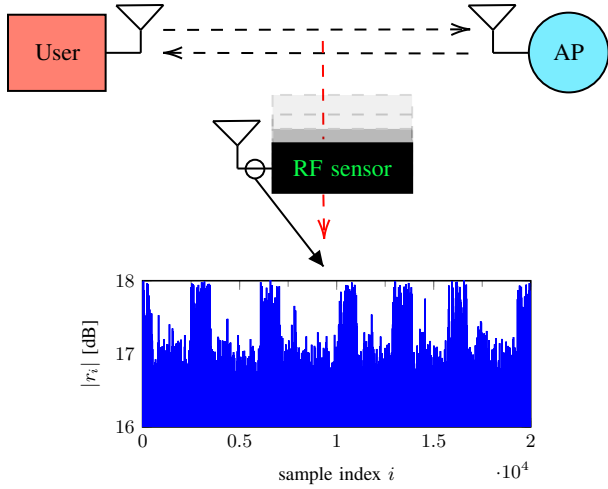 User
AP
RF sensor
18
17
16
|r_i| [dB]
0
0.5
1
1.5
2
sample index i
·10^4